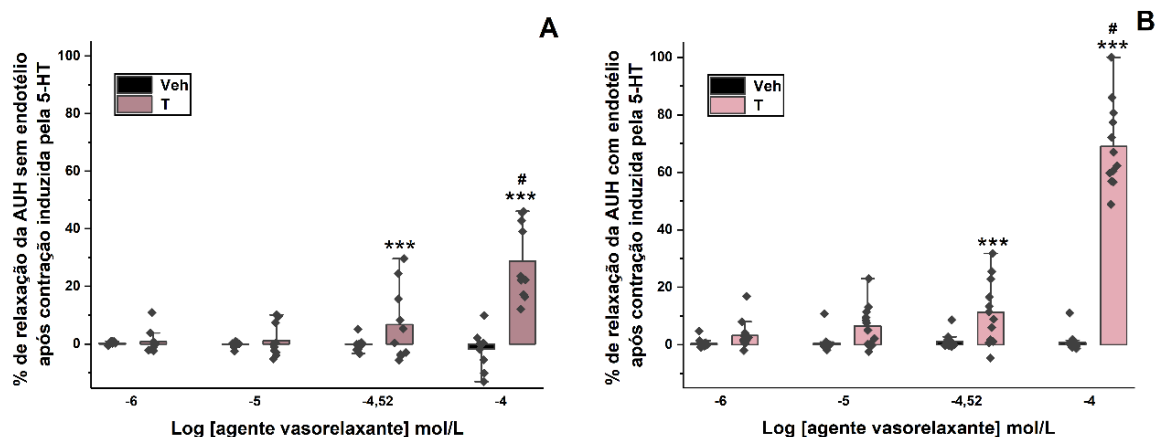 A
% de relaxação da AUH sem endotélio
após contração induzida pela 5-HT
100
80
60
40
20
0
Veh
T
***
#
***
-6
-5
-4,52
-4
Log [agente vasorelaxante] mol/L
B
% de relaxação da AUH com endotélio
após contração induzida pela 5-HT
100
80
60
40
20
0
Veh
T
***
#
***
-6
-5
-4,52
-4
Log [agente vasorelaxante] mol/L